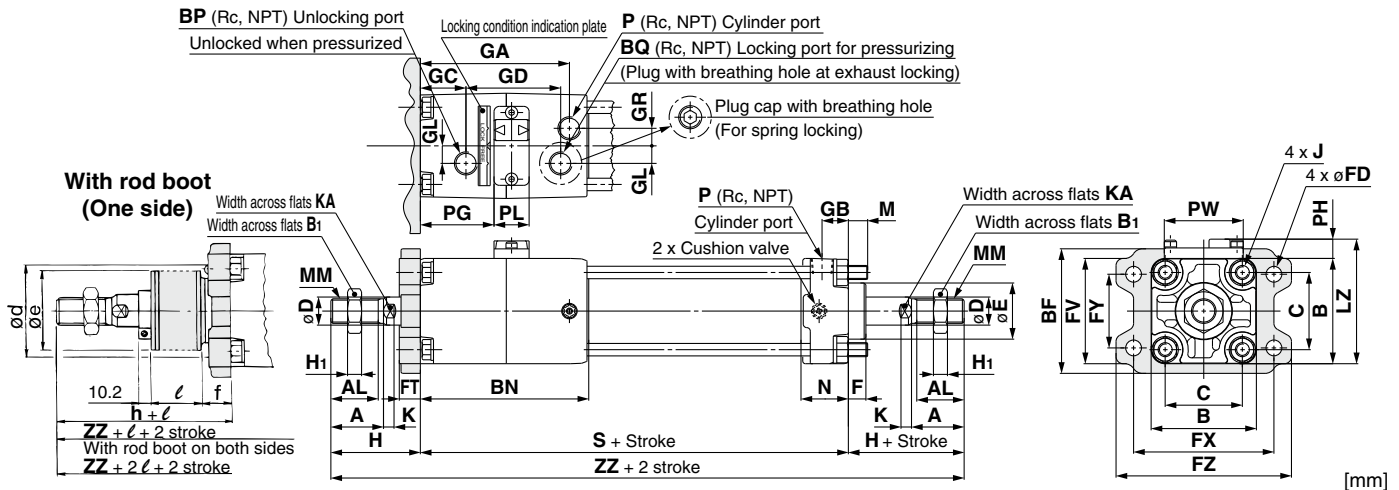 BP (Rc, NPT) Unlocking port
Unlocked when pressurized
Locking condition indication plate
P (Rc, NPT) Cylinder port
BQ (Rc, NPT) Locking port for pressurizing
(Plug with breathing hole at exhaust locking)
GA
GC
GD
GR
Plug cap with breathing hole
(For spring locking)
GL
GL
LOCK FREE
PG
PL
With rod boot
(One side)
Width across flats KA
Width across flats B1
MM
øD
P (Rc, NPT)
Cylinder port
2 x Cushion valve
GB
M
Width across flats KA
Width across flats B1
MM
øD
øE
4 x J
4 x øFD
PW
PH
BF
FV
FY
C
B
LZ
ød
øe
10.2
ℓ
f
h + ℓ
ZZ + ℓ + 2 stroke
With rod boot on both sides
ZZ + 2 ℓ + 2 stroke
H1
AL
FT
BN
A
K
H
S + Stroke
ZZ + 2 stroke
N
F
H1
AL
K
A
H + Stroke
C
B
FX
FZ
[mm]